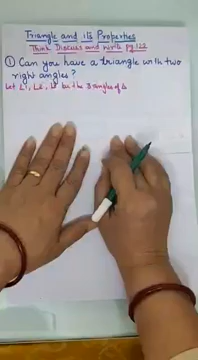 Triangle and its Properties
Think Discuss and write pg.122
① Can you have a triangle with two
right angles?
Let ∠1, ∠2, ∠3 be the 3 angles of Δ